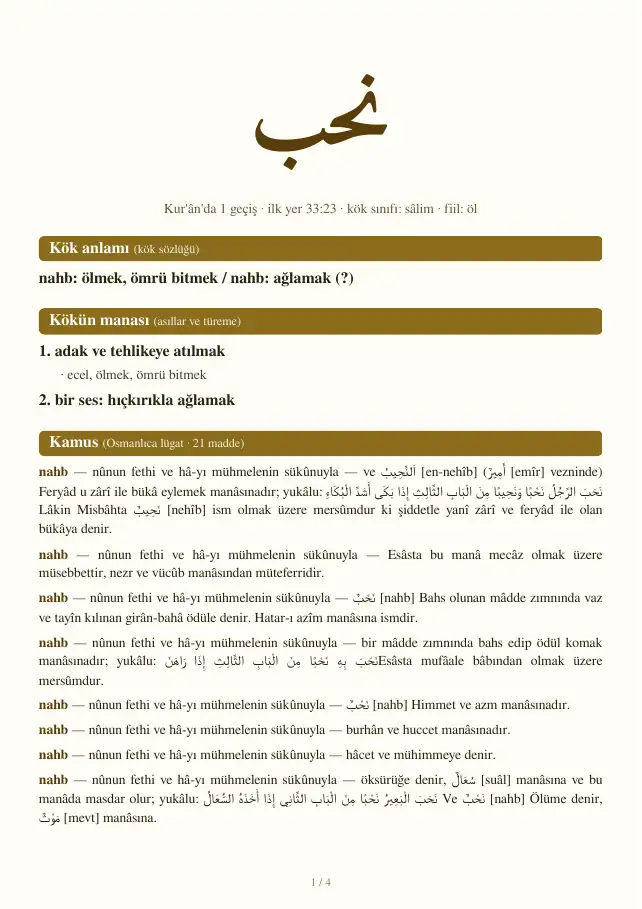 نحب
Kur'ân'da 1 geçiş · ilk yer 33:23 · kök sınıfı: sâlim · fiil: öl
Kök anlamı (kök sözlüğü)
nahb: ölmek, ömrü bitmek / nahb: ağlamak (?)
Kökün manası (asıllar ve türeme)
1. adak ve tehlikeye atılmak
· ecel, ölmek, ömrü bitmek
2. bir ses: hıçkırıkla ağlamak
Kamus (Osmanlıca lügat · 21 madde)
nahb — nûnun fethi ve hâ-yı mühmelenin sükûnuyla — ve اَلنَّحِيبُ [en-nehîb] (أَمِيرٌ [emîr] vezninde)
Feryâd u zârî ile bükâ eylemek manâsınadır; yukâlu: نَحَبَ الرَّجُلُ نَحْبًا وَنَحِيبًا مِنَ الْبَابِ الثَّالِثِ إِذَا بَكَى أَشَدَّ الْبُكَاءِ
Lâkin Misbâhta نَحِيبٌ [nehîb] ism olmak üzere mersûmdur ki şiddetle yanî zârî ve feryâd ile olan
bükâya denir.
nahb — nûnun fethi ve hâ-yı mühmelenin sükûnuyla — Esâsta bu manâ mecâz olmak üzere
müsebbettir, nezr ve vücûb manâsından müteferridir.
nahb — nûnun fethi ve hâ-yı mühmelenin sükûnuyla — نَحْبٌ [nahb] Bahs olunan mâdde zımnında vaz
ve tayîn kılınan girân-bahâ ödüle denir. Hatar-ı azîm manâsına ismdir.
nahb — nûnun fethi ve hâ-yı mühmelenin sükûnuyla — bir mâdde zımnında bahs edip ödül komak
manâsınadır; yukâlu: نَحَبَ بِهِ نَحْبًا مِنَ الْبَابِ الثَّالِثِ إِذَا رَاهَنَ Esâsta mufâale bâbından olmak üzere
mersûmdur.
nahb — nûnun fethi ve hâ-yı mühmelenin sükûnuyla — نَحْبٌ [nahb] Himmet ve azm manâsınadır.
nahb — nûnun fethi ve hâ-yı mühmelenin sükûnuyla — burhân ve huccet manâsınadır.
nahb — nûnun fethi ve hâ-yı mühmelenin sükûnuyla — hâcet ve mühimmeye denir.
nahb — nûnun fethi ve hâ-yı mühmelenin sükûnuyla — öksürüğe denir, سُعَالٌ [suâl] manâsına ve bu
manâda masdar olur; yukâlu: نَحَبَ الْبَعِيرُ نَحْبًا مِنَ الْبَابِ الثَّانِي إِذَا أَخَذَهُ السُّعَالُ Ve نَحْبٌ [nahb] Ölüme denir,
مَوْتٌ [mevt] manâsına.
1 / 4